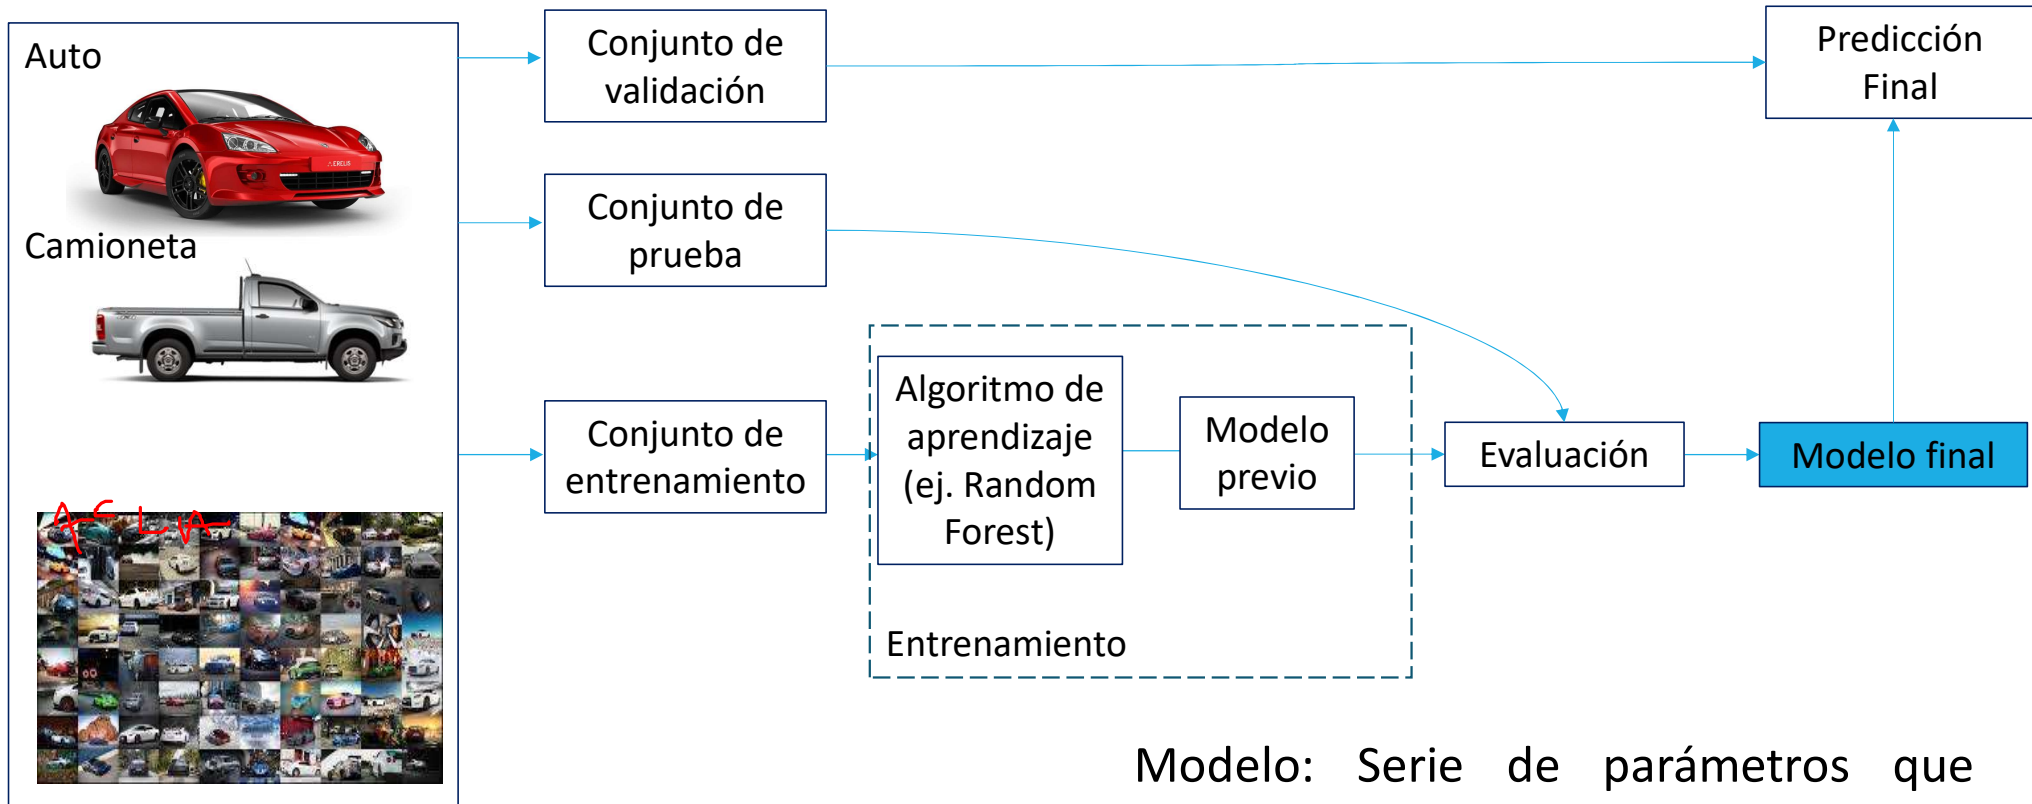 Auto
Camioneta
Conjunto de
validación
Conjunto de
prueba
Conjunto de
entrenamiento
Algoritmo de
aprendizaje
(ej. Random
Forest)
Modelo
previo
Entrenamiento
Evaluación
Modelo final
Predicción
Final
Modelo: Serie de parámetros que